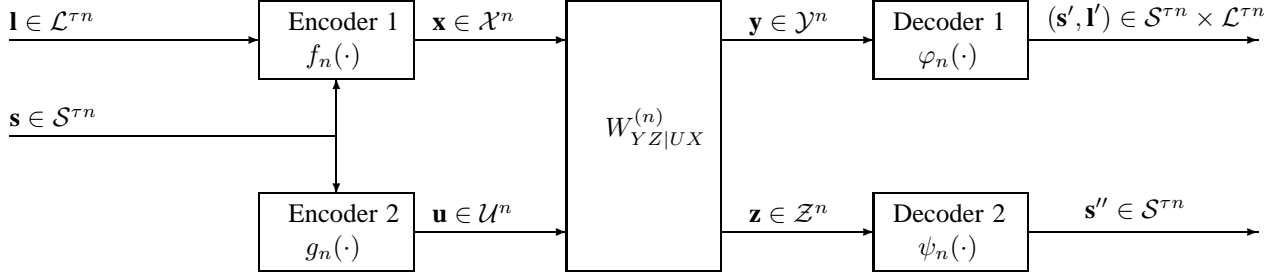 𝐥 ∈ ℒ^{τn}
Encoder 1
f_n(·)
𝐱 ∈ 𝒳^n
𝐲 ∈ 𝒴^n
Decoder 1
φ_n(·)
(𝐬′, 𝐥′) ∈ 𝒮^{τn} × ℒ^{τn}
𝐬 ∈ 𝒮^{τn}
W^{(n)}_{YZ|UX}
Encoder 2
g_n(·)
𝐮 ∈ 𝒰^n
𝐳 ∈ 𝒵^n
Decoder 2
ψ_n(·)
𝐬″ ∈ 𝒮^{τn}